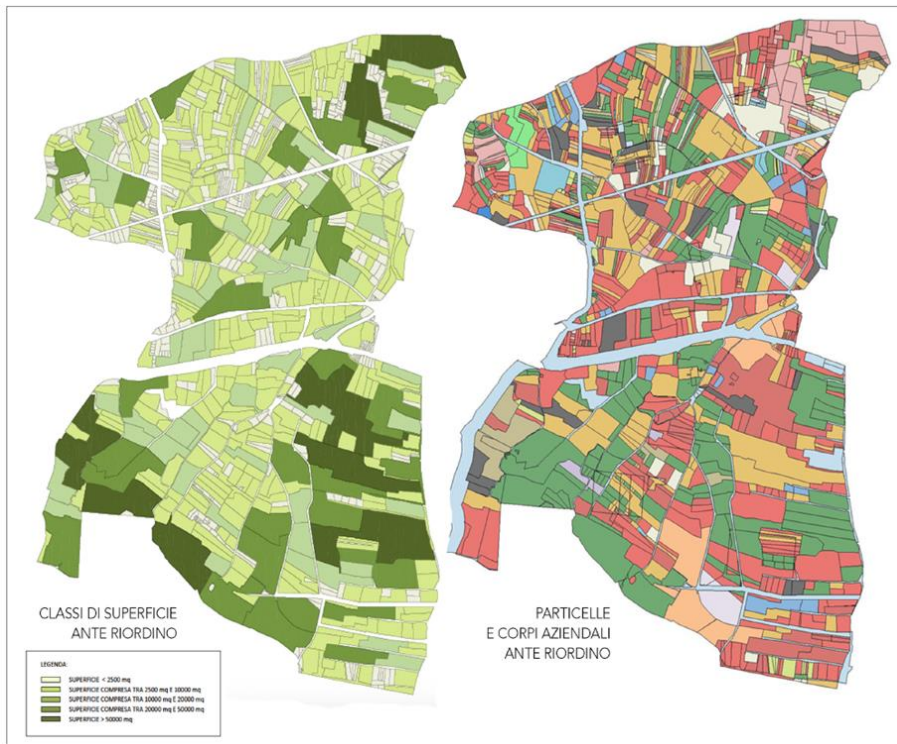 CLASSI DI SUPERFICIE
ANTE RIORDINO
PARTICELLE
E CORPI AZIENDALI
ANTE RIORDINO
LEGENDA:
SUPERFICIE < 2500 mq
SUPERFICIE COMPRESA TRA 2500 mq E 10000 mq
SUPERFICIE COMPRESA TRA 10000 mq E 20000 mq
SUPERFICIE COMPRESA TRA 20000 mq E 50000 mq
SUPERFICIE > 50000 mq